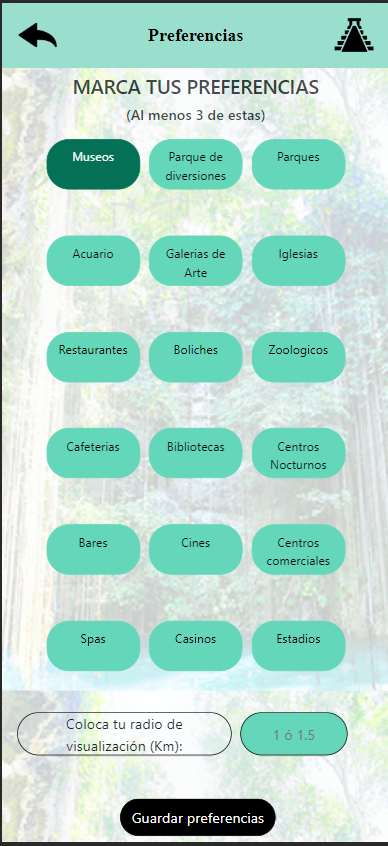 Preferencias
MARCA TUS PREFERENCIAS
(Al menos 3 de estas)
Museos
Parque de
diversiones
Parques
Acuario
Galerias de
Arte
Iglesias
Restaurantes
Boliches
Zoologicos
Cafeterias
Bibliotecas
Centros
Nocturnos
Bares
Cines
Centros
comerciales
Spas
Casinos
Estadios
Coloca tu radio de
visualización (Km):
1 ó 1.5
Guardar preferencias